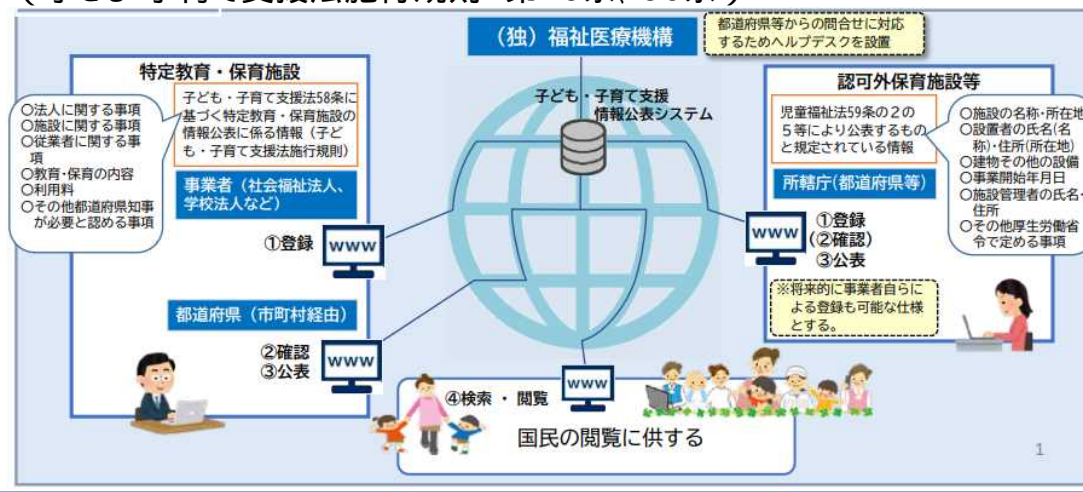 (独)福祉医療機構
都道府県等からの問合せに対応
するためヘルプデスクを設置
特定教育・保育施設
○法人に関する事項
○施設に関する事項
○従業者に関する事
項
○教育・保育の内容
○利用料
○その他都道府県知事
が必要と認める事項
子ども・子育て支援法58条に
基づく特定教育・保育施設の
情報公表に係る情報（子ど
も・子育て支援法施行規則）
事業者（社会福祉法人、
学校法人など）
①登録
www
都道府県（市町村経由）
②確認
③公表
www
子ども・子育て支援
情報公表システム
認可外保育施設等
児童福祉法59条の２の
５等により公表するもの
と規定されている情報
○施設の名称・所在地
○設置者の氏名(名
称)・住所(所在地)
○建物その他の設備
○事業開始年月日
○施設管理者の氏名・
住所
○その他厚生労働省
令で定める事項
所轄庁(都道府県等)
www
①登録
(②確認)
③公表
※将来的に事業者自らに
よる登録も可能な仕様
とする。
④検索・閲覧
www
国民の閲覧に供する
1